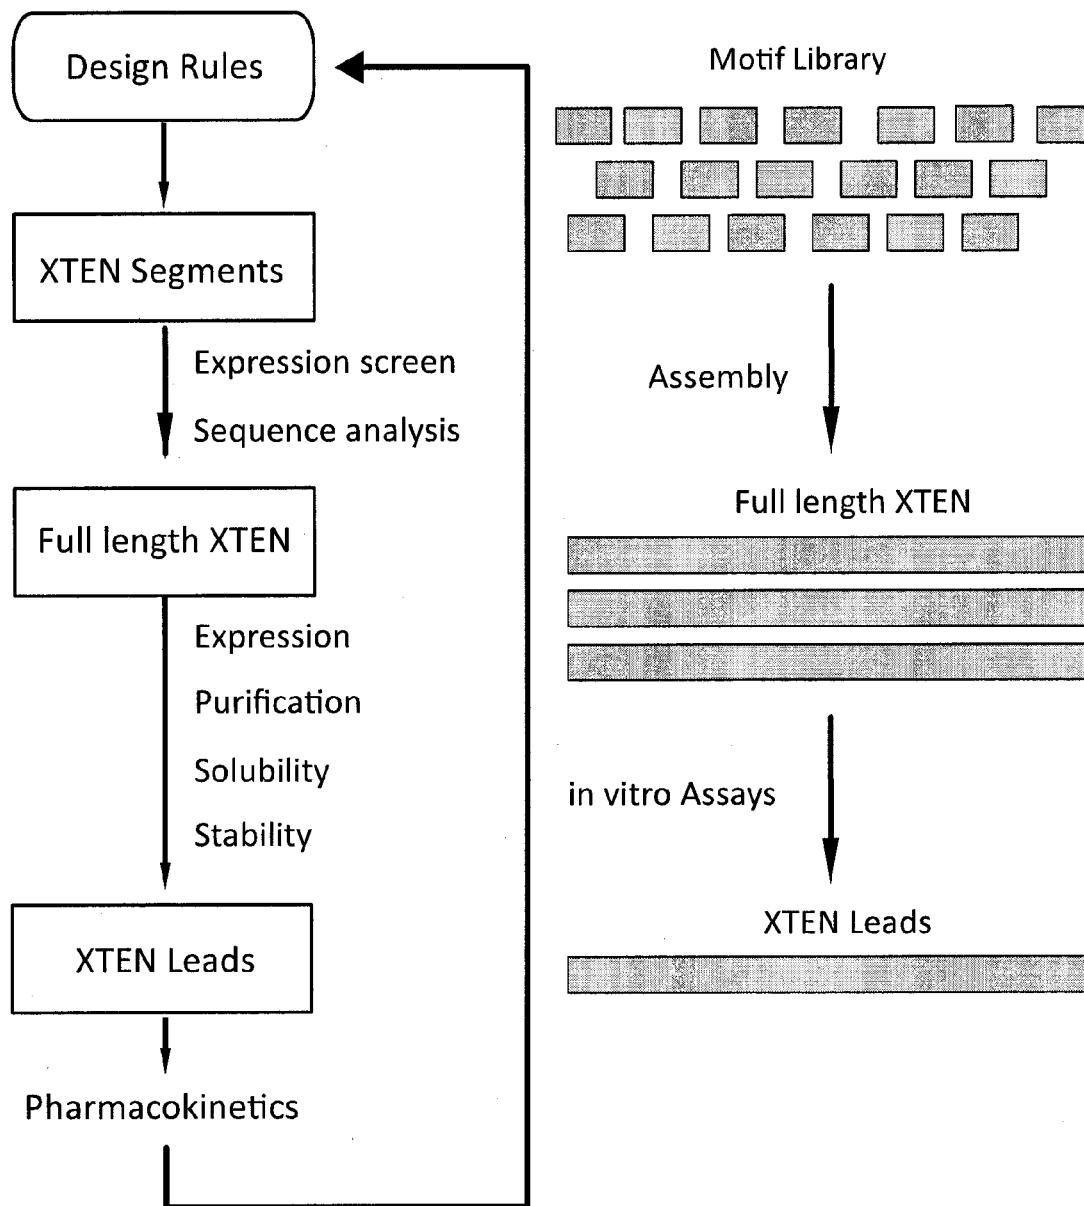 Design Rules
XTEN Segments
Expression screen
Sequence analysis
Full length XTEN
Expression
Purification
Solubility
Stability
XTEN Leads
Pharmacokinetics
Motif Library
Assembly
Full length XTEN
in vitro Assays
XTEN Leads